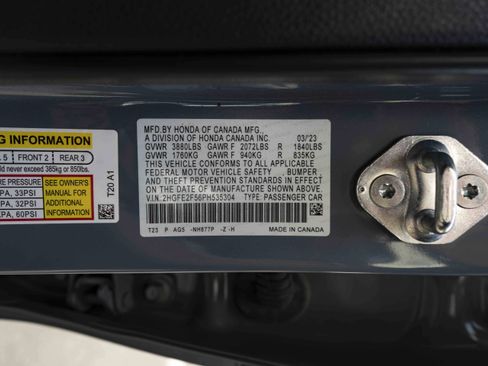 G INFORMATION
5 FRONT 2 REAR 3
ld never exceed 385kg or 850lbs.
PA, 33PSI
PA, 32PSI
PA, 60PSI
SEE OWNER'S
MANUAL FOR
ADDITIONAL
INFORMATION
T20 A1
MFD.BY HONDA OF CANADA MFG.,
A DIVISION OF HONDA CANADA INC. 03/'23
GVWR 3880LBS GAWR F 2072LBS R 1840LBS
GVWR 1760KG GAWR F 940KG R 835KG
THIS VEHICLE CONFORMS TO ALL APPLICABLE
FEDERAL MOTOR VEHICLE SAFETY , BUMPER ,
AND THEFT PREVENTION STANDARDS IN EFFECT
ON THE DATE OF MANUFACTURE SHOWN ABOVE.
V.I.N.:2HGFE2F56PH535304 TYPE: PASSENGER CAR
T23 P AG5 -NH877P -Z -H MADE IN CANADA